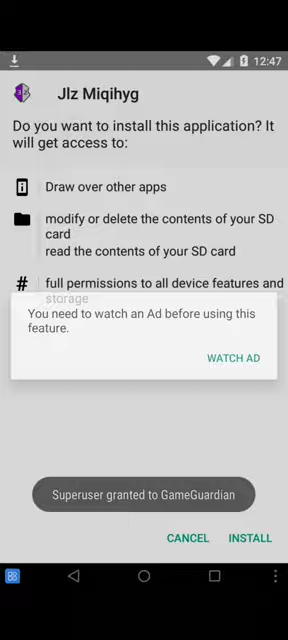 12:47
Jlz Miqihyg
Do you want to install this application? It
will get access to:
Draw over other apps
modify or delete the contents of your SD
card
read the contents of your SD card
full permissions to all device features and
storage
You need to watch an Ad before using this
feature.
WATCH AD
Superuser granted to GameGuardian
CANCEL INSTALL